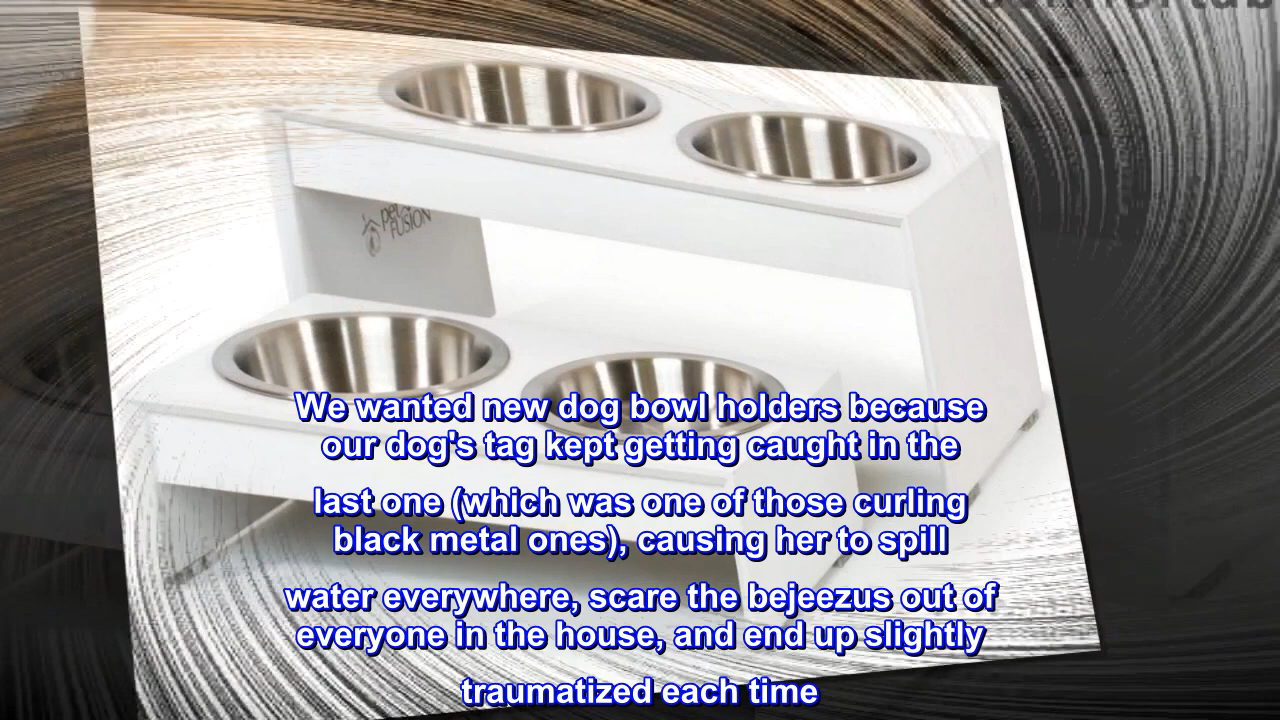 pet
FUSION
We wanted new dog bowl holders because
our dog's tag kept getting caught in the
last one (which was one of those curling
black metal ones), causing her to spill
water everywhere, scare the bejeezus out of
everyone in the house, and end up slightly
traumatized each time